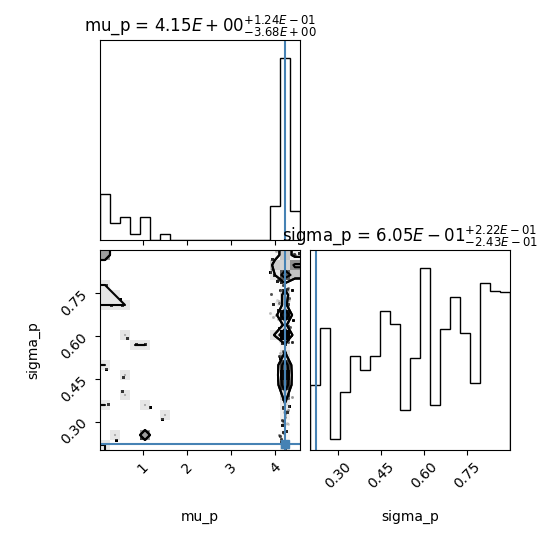 mu_p = 4.15E+00+1.24E−01−3.68E+00
sigma_p = 6.05E−01+2.22E−01−2.43E−01
sigma_p
0.75
0.60
0.45
0.30
1 2 3 4
mu_p
0.30 0.45 0.60 0.75
sigma_p